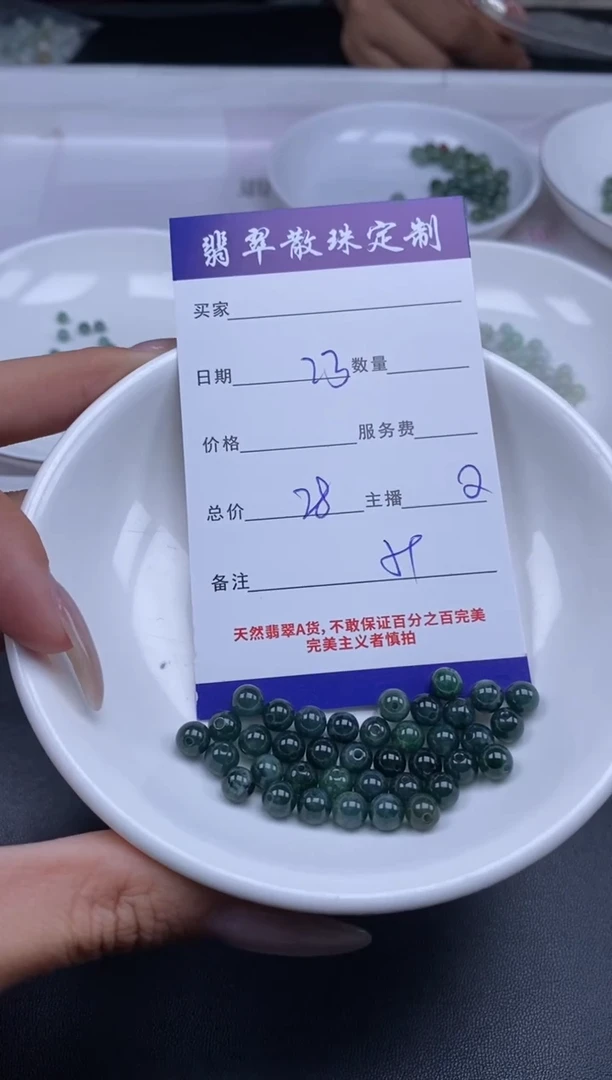 翡翠散珠定制
买家
日期 23 数量
价格 服务费
总价 28 主播 2
备注
天然翡翠A货,不敢保证百分之百完美
完美主义者慎拍